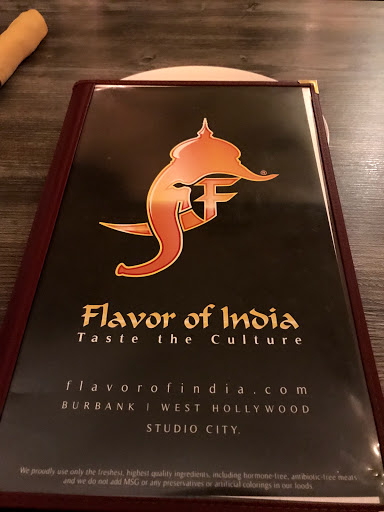 F®
Flavor of India
Taste the Culture
flavorofindia.com
BURBANK | WEST HOLLYWOOD
STUDIO CITY.
We proudly use only the freshest, highest quality ingredients, including hormone-free, antibiotic-free meats
and we do not add MSG or any preservatives or artificial colorings in our foods.